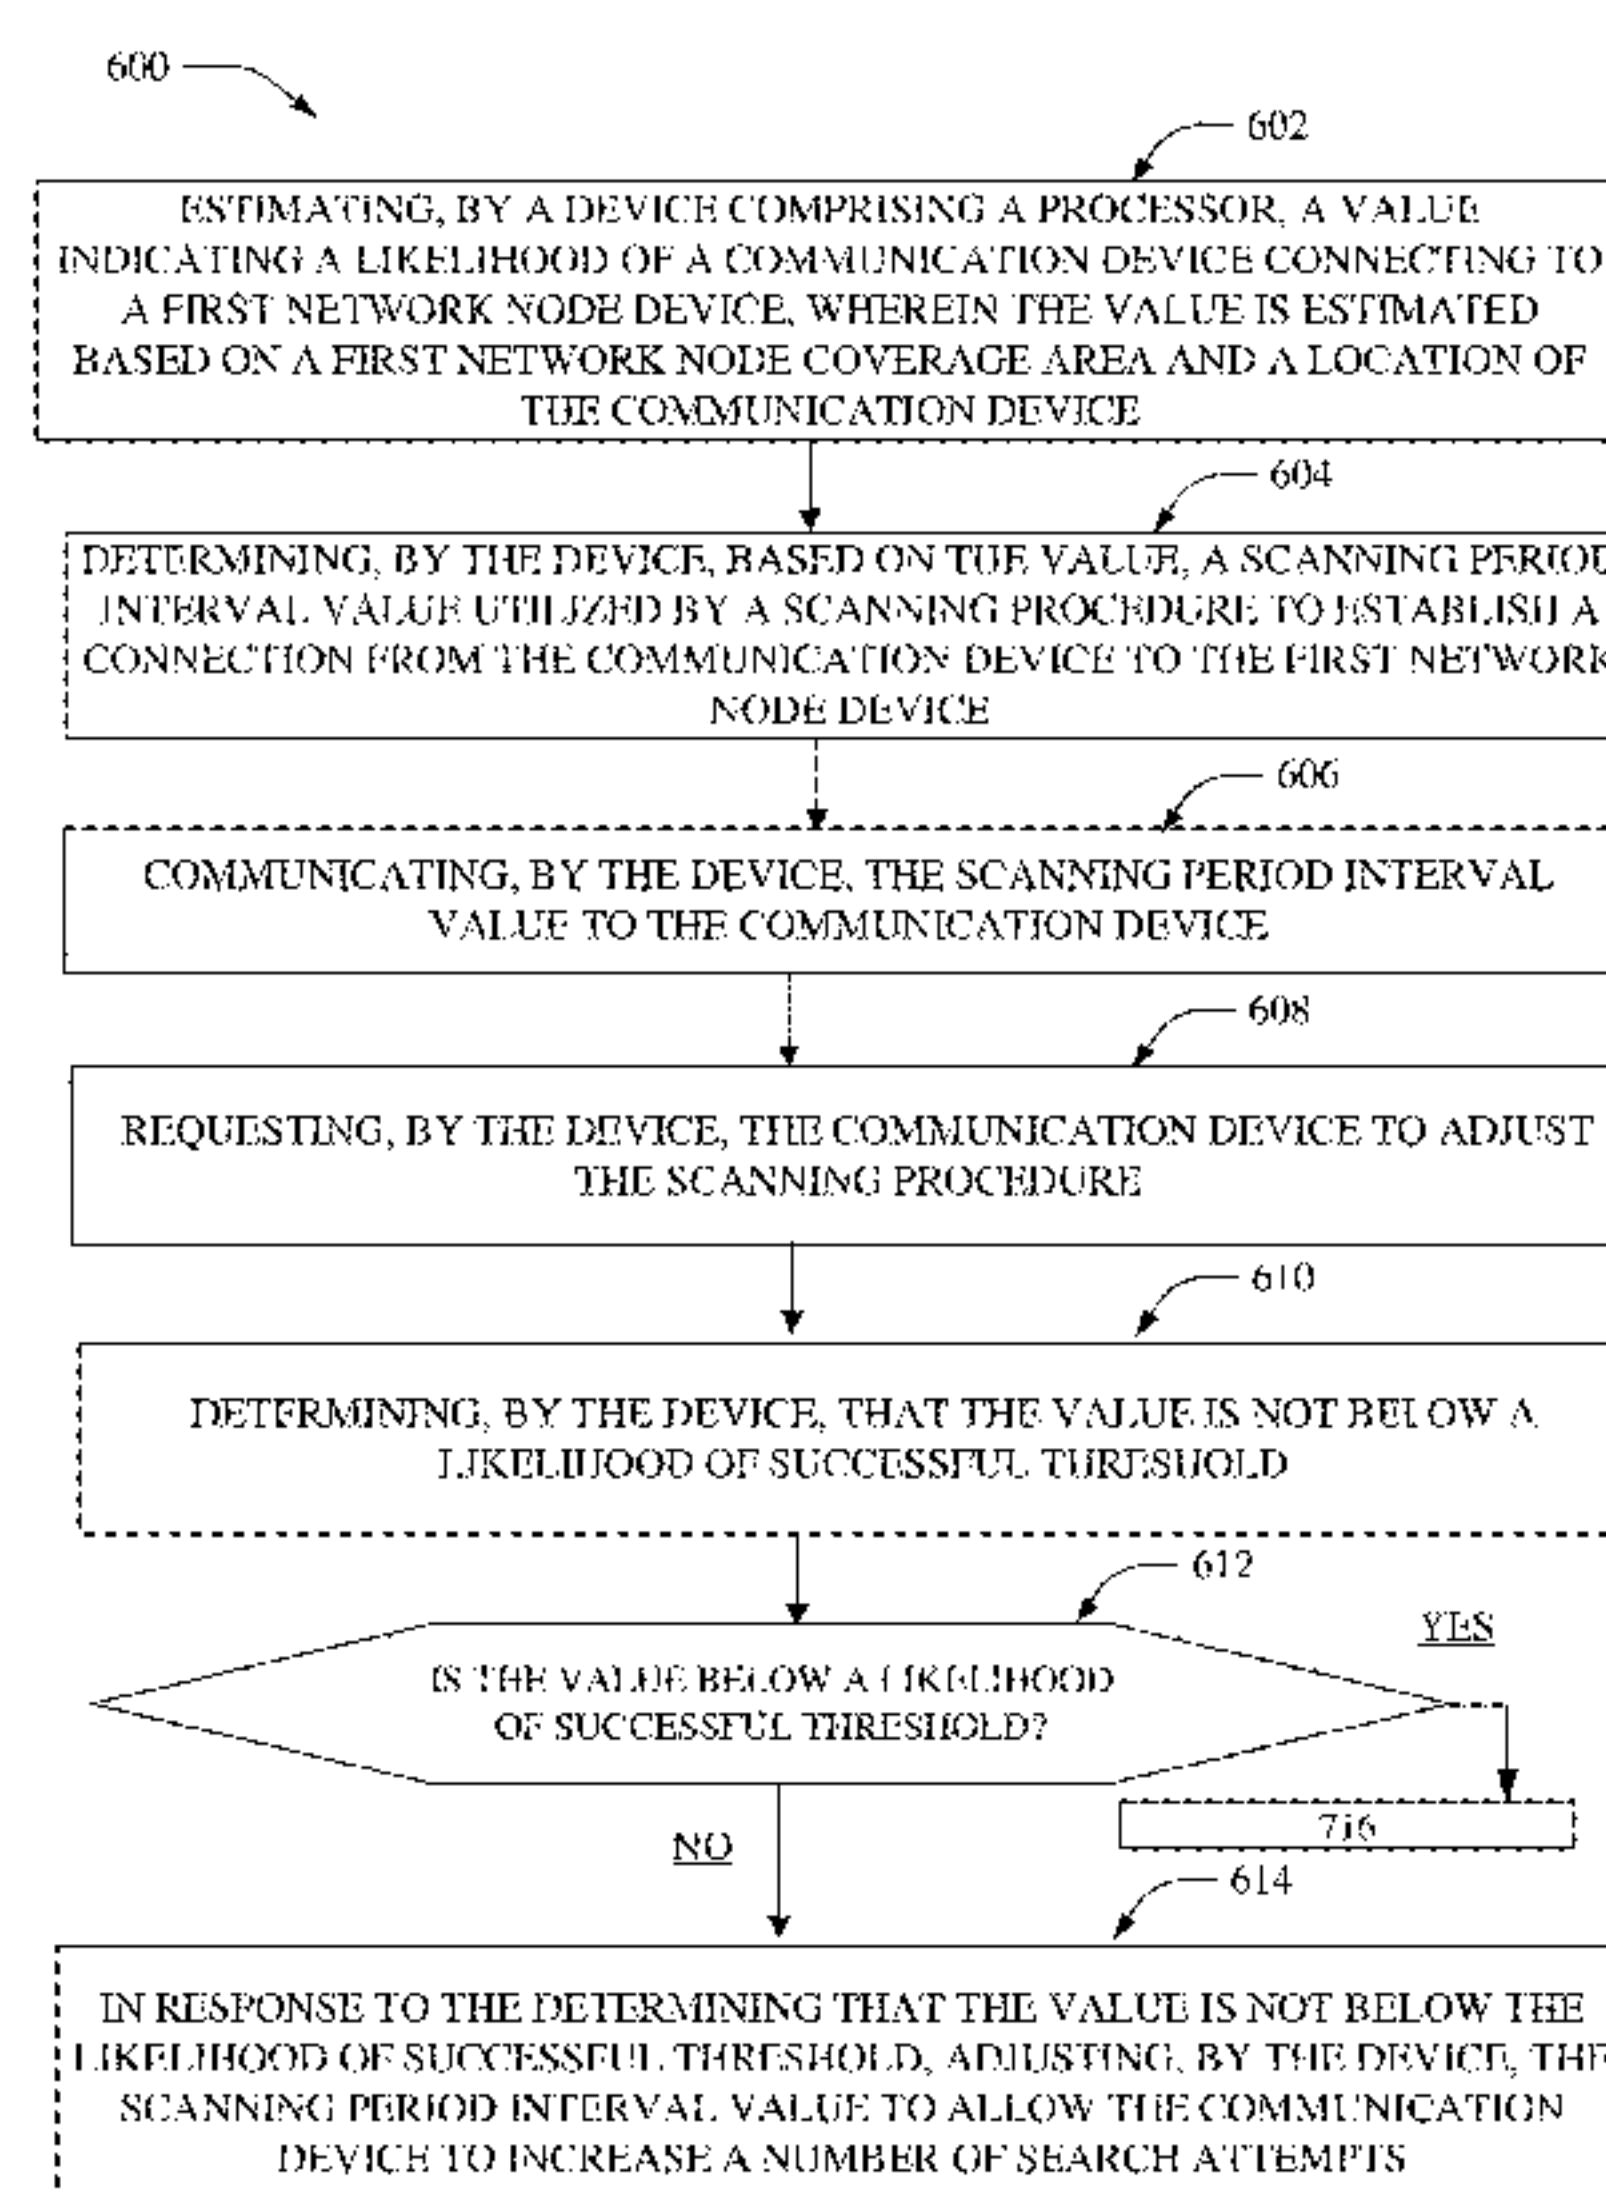 600
602
ESTIMATING, BY A DEVICE COMPRISING A PROCESSOR, A VALUE
INDICATING A LIKELIHOOD OF A COMMUNICATION DEVICE CONNECTING TO
A FIRST NETWORK NODE DEVICE, WHEREIN THE VALUE IS ESTIMATED
BASED ON A FIRST NETWORK NODE COVERAGE AREA AND A LOCATION OF
THE COMMUNICATION DEVICE
604
DETERMINING, BY THE DEVICE, BASED ON THE VALUE, A SCANNING PERIOD
INTERVAL VALUE UTILIZED BY A SCANNING PROCEDURE TO ESTABLISH A
CONNECTION FROM THE COMMUNICATION DEVICE TO THE FIRST NETWORK
NODE DEVICE
606
COMMUNICATING, BY THE DEVICE, THE SCANNING PERIOD INTERVAL
VALUE TO THE COMMUNICATION DEVICE
608
REQUESTING, BY THE DEVICE, THE COMMUNICATION DEVICE TO ADJUST
THE SCANNING PROCEDURE
610
DETERMINING, BY THE DEVICE, THAT THE VALUE IS NOT BELOW A
LIKELIHOOD OF SUCCESSFUL THRESHOLD
612
YES
IS THE VALUE BELOW A LIKELIHOOD
OF SUCCESSFUL THRESHOLD?
716
NO
614
IN RESPONSE TO THE DETERMINING THAT THE VALUE IS NOT BELOW THE
LIKELIHOOD OF SUCCESSFUL THRESHOLD, ADJUSTING, BY THE DEVICE, THE
SCANNING PERIOD INTERVAL VALUE TO ALLOW THE COMMUNICATION
DEVICE TO INCREASE A NUMBER OF SEARCH ATTEMPTS